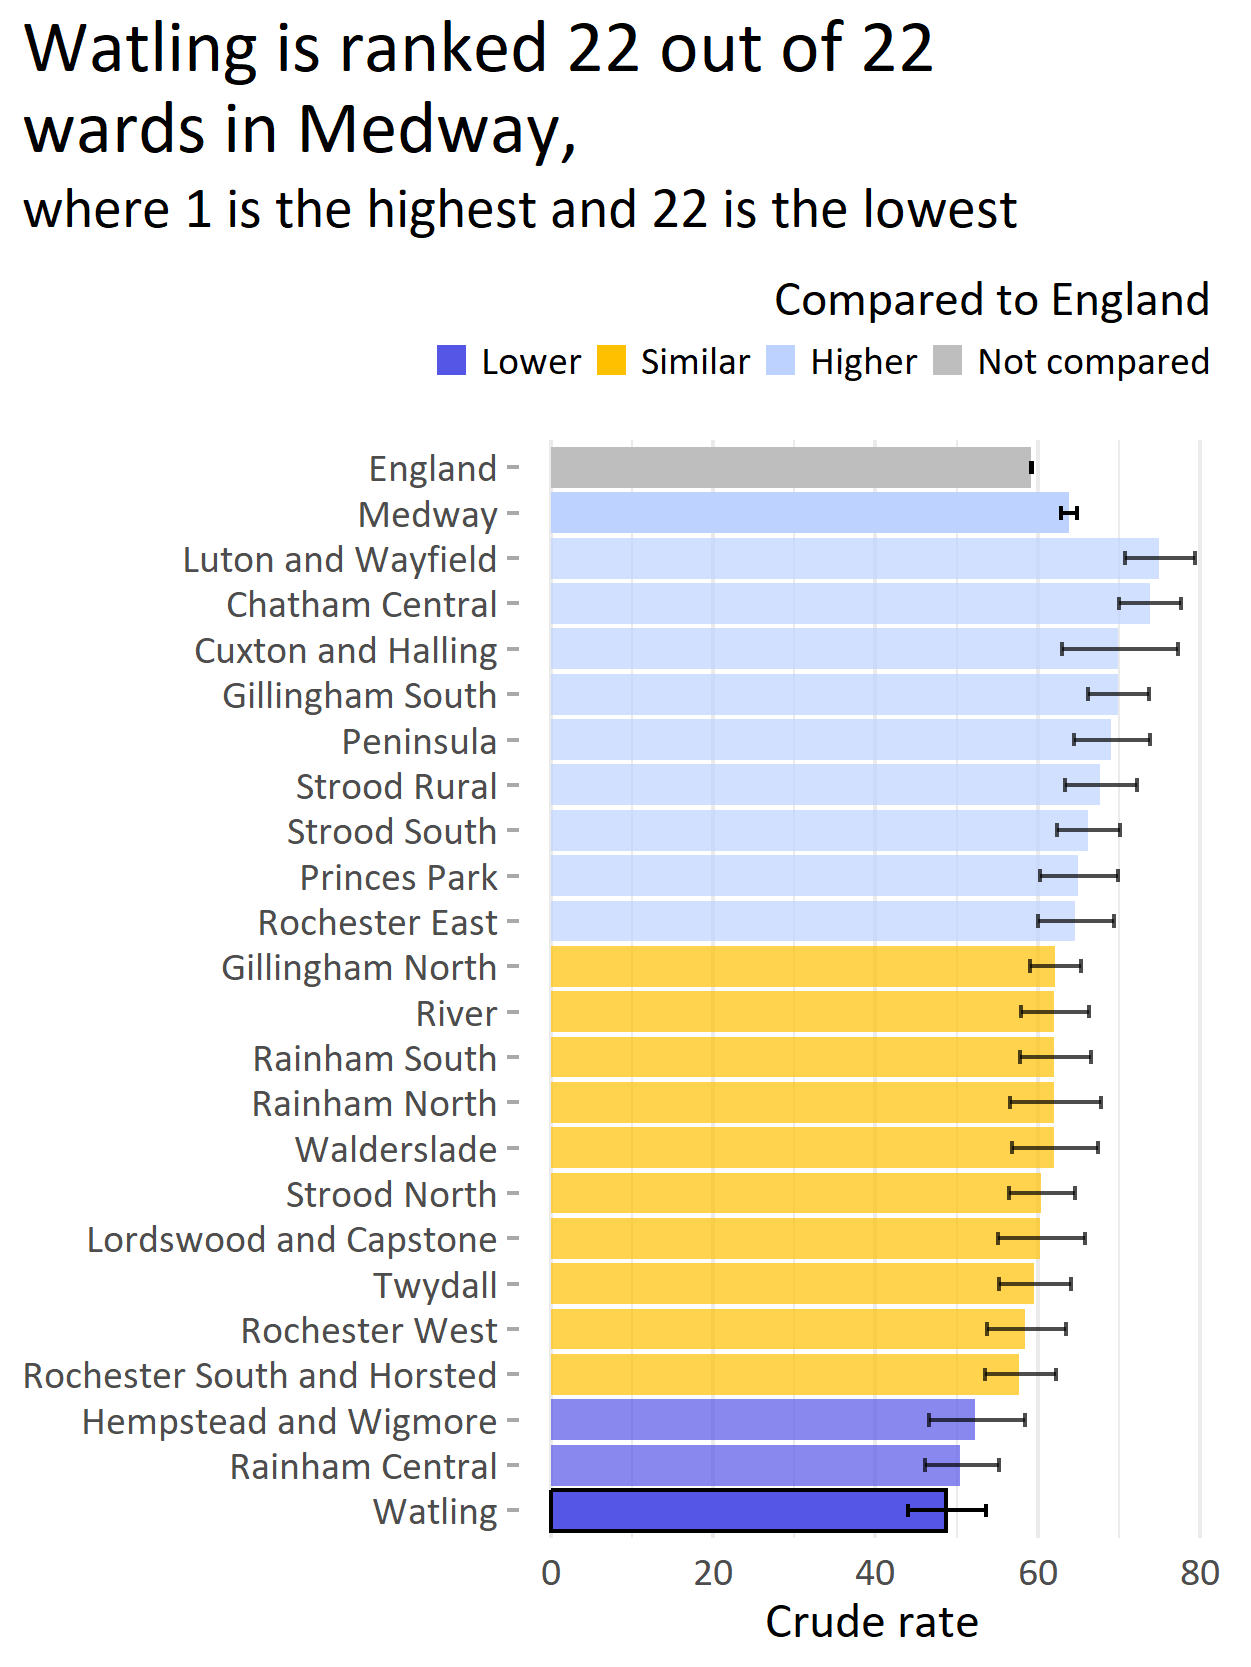 Watling is ranked 22 out of 22
wards in Medway,
where 1 is the highest and 22 is the lowest
Compared to England
Lower Similar Higher Not compared
England
Medway
Luton and Wayfield
Chatham Central
Cuxton and Halling
Gillingham South
Peninsula
Strood Rural
Strood South
Princes Park
Rochester East
Gillingham North
River
Rainham South
Rainham North
Walderslade
Strood North
Lordswood and Capstone
Twydall
Rochester West
Rochester South and Horsted
Hempstead and Wigmore
Rainham Central
Watling
0 20 40 60 80
Crude rate